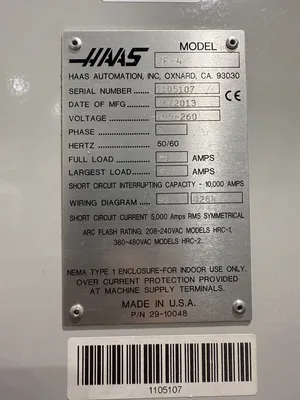 HAAS
MODEL VF-4
HAAS AUTOMATION, INC, OXNARD, CA. 93030
SERIAL NUMBER 1105107
DATE OF MFG /2013
VOLTAGE -260
PHASE
HERTZ 50/60
FULL LOAD AMPS
LARGEST LOAD AMPS
SHORT CIRCUIT INTERRUPTING CAPACITY - 10,000 AMPS
WIRING DIAGRAM
SHORT CIRCUIT CURRENT 5,000 Amps RMS SYMMETRICAL
ARC FLASH RATING: 208-240VAC MODELS HRC-1,
360-480VAC MODELS HRC-2.
NEMA TYPE 1 ENCLOSURE-FOR INDOOR USE ONLY.
OVER CURRENT PROTECTION PROVIDED
AT MACHINE SUPPLY TERMINALS.
MADE IN U.S.A.
P/N 29-10048
1105107